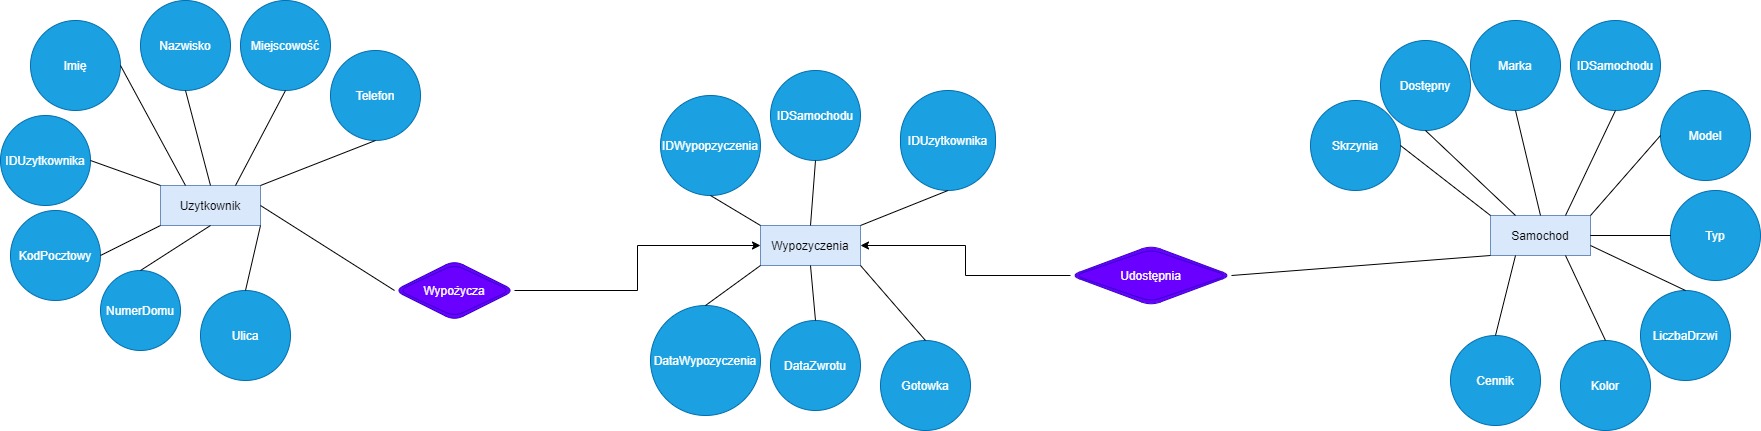 Imię
Nazwisko
Miejscowość
Telefon
IDUzytkownika
Uzytkownik
KodPocztowy
NumerDomu
Ulica
Wypożycza
IDWypopzyczenia
IDSamochodu
IDUzytkownika
Wypozyczenia
DataWypozyczenia
DataZwrotu
Gotowka
Udostępnia
Skrzynia
Dostępny
Marka
IDSamochodu
Model
Samochod
Typ
LiczbaDrzwi
Cennik
Kolor